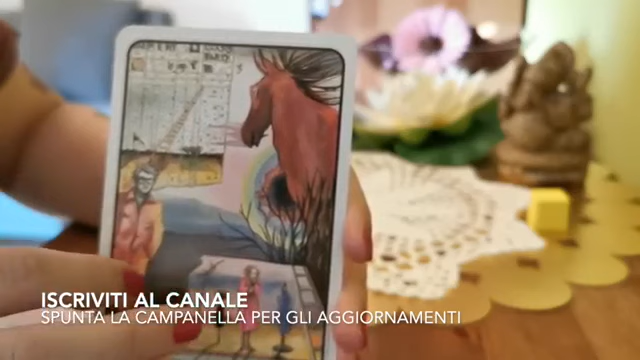 ISCRIVITI AL CANALE
SPUNTA LA CAMPANELLA PER GLI AGGIORNAMENTI